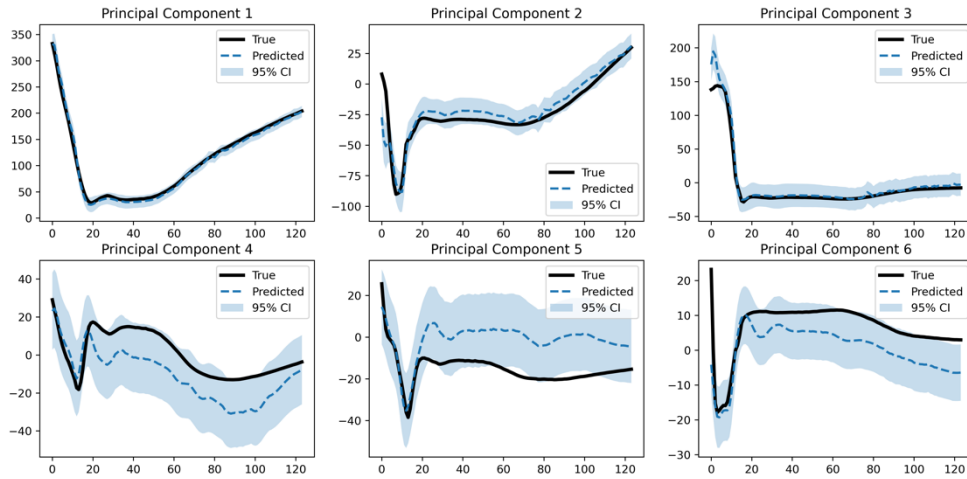 Principal Component 1
350
300
250
200
150
100
50
0
0 20 40 60 80 100 120
True
Predicted
95% CI
Principal Component 2
25
0
−25
−50
−75
−100
0 20 40 60 80 100 120
True
Predicted
95% CI
Principal Component 3
200
150
100
50
0
−50
0 20 40 60 80 100 120
True
Predicted
95% CI
Principal Component 4
40
20
0
−20
−40
0 20 40 60 80 100 120
True
Predicted
95% CI
Principal Component 5
20
0
−20
−40
0 20 40 60 80 100 120
True
Predicted
95% CI
Principal Component 6
20
10
0
−10
−20
−30
0 20 40 60 80 100 120
True
Predicted
95% CI